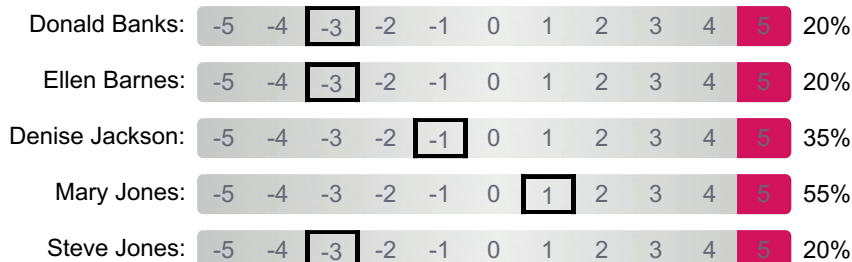 Donald Banks: -5 -4 -3 -2 -1 0 1 2 3 4 5 20%
Ellen Barnes: -5 -4 -3 -2 -1 0 1 2 3 4 5 20%
Denise Jackson: -5 -4 -3 -2 -1 0 1 2 3 4 5 35%
Mary Jones: -5 -4 -3 -2 -1 0 1 2 3 4 5 55%
Steve Jones: -5 -4 -3 -2 -1 0 1 2 3 4 5 20%